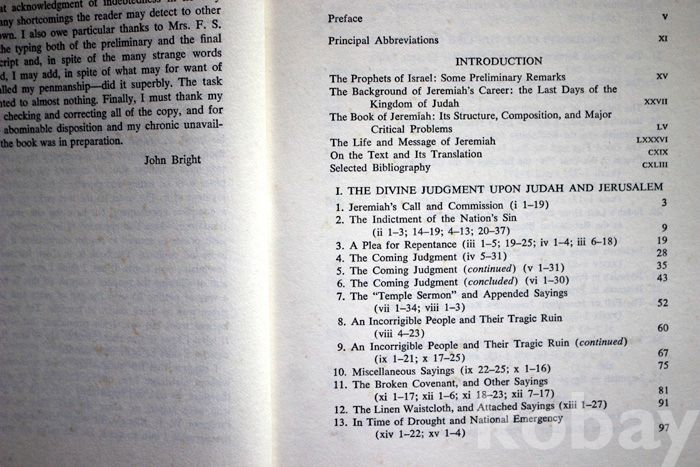 at acknowledgment of indebtedness in
any shortcomings the reader may detect to other
own. I also owe particular thanks to Mrs. F. S.
the typing both of the preliminary and the final
cript and, in spite of the many strange words
d, I may add, in spite of what may for want of
lled my penmanship—did it superbly. The task
nted to almost nothing. Finally, I must thank my
checking and correcting all of the copy, and for
abominable disposition and my chronic unavail-
the book was in preparation.
John Bright
Preface V
Principal Abbreviations XI
INTRODUCTION
The Prophets of Israel: Some Preliminary Remarks XV
The Background of Jeremiah's Career: the Last Days of the
Kingdom of Judah XXVII
The Book of Jeremiah: Its Structure, Composition, and Major
Critical Problems LV
The Life and Message of Jeremiah LXXXVI
On the Text and Its Translation CXIX
Selected Bibliography CXLIII
I. THE DIVINE JUDGMENT UPON JUDAH AND JERUSALEM
1. Jeremiah's Call and Commission (i 1–19) 3
2. The Indictment of the Nation's Sin
(ii 1–3; 14–19; 4–13; 20–37) 9
3. A Plea for Repentance (iii 1–5; 19–25; iv 1–4; iii 6–18) 19
4. The Coming Judgment (iv 5–31) 28
5. The Coming Judgment (continued) (v 1–31) 35
6. The Coming Judgment (concluded) (vi 1–30) 43
7. The "Temple Sermon" and Appended Sayings
(vii 1–34; viii 1–3) 52
8. An Incorrigible People and Their Tragic Ruin
(viii 4–23) 60
9. An Incorrigible People and Their Tragic Ruin (continued)
(ix 1–21; x 17–25) 67
10. Miscellaneous Sayings (ix 22–25; x 1–16) 75
11. The Broken Covenant, and Other Sayings
(xi 1–17; xii 1–6; xi 18–23; xii 7–17) 81
12. The Linen Waistcloth, and Attached Sayings (xiii 1–27) 91
13. In Time of Drought and National Emergency
(xiv 1–22; xv 1–4) 97
kobay